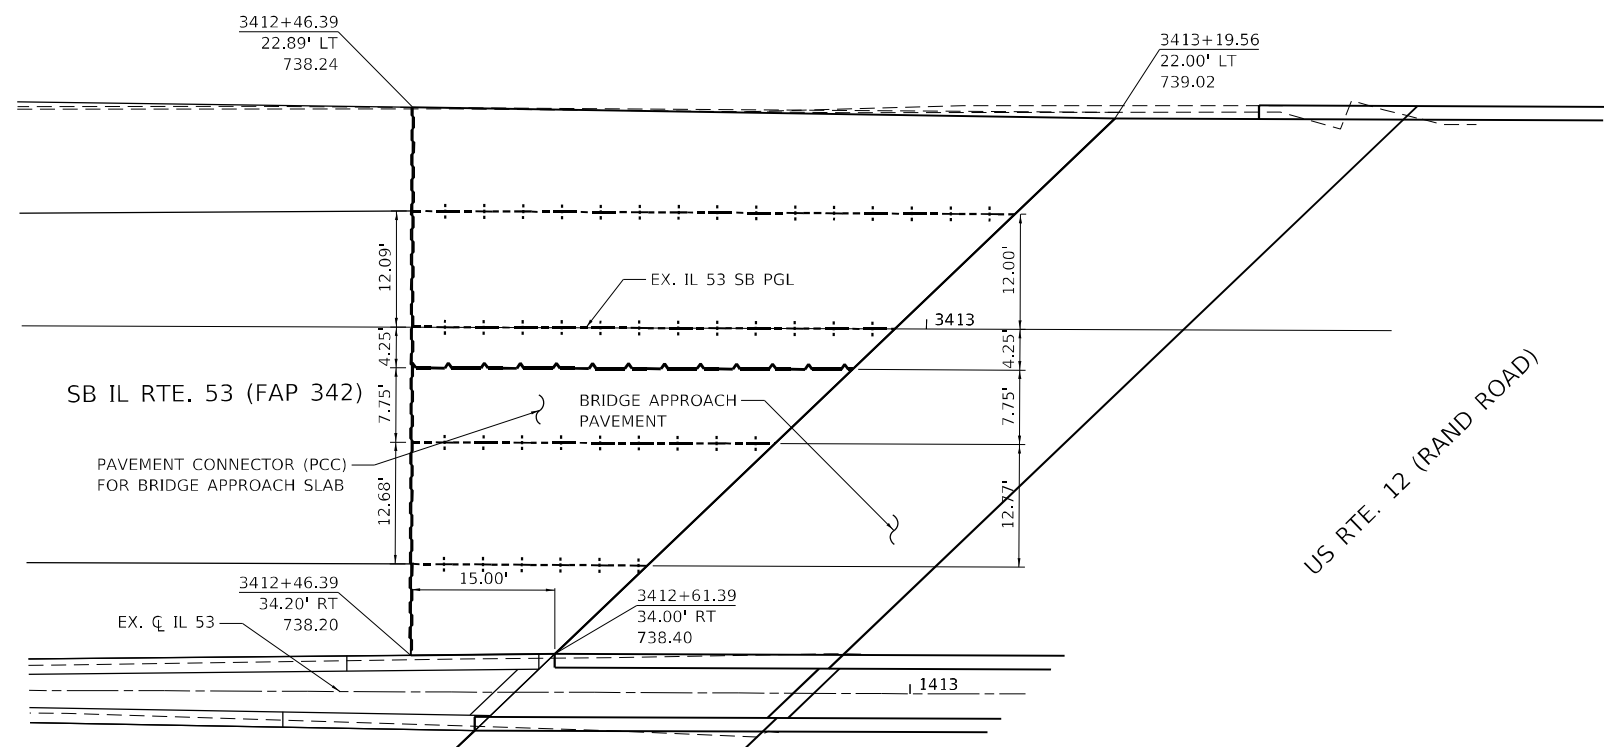 3412+46.39
22.89' LT
738.24
3413+19.56
22.00' LT
739.02
12.09'
12.00'
EX. IL 53 SB PGL
3413
4.25'
4.25'
SB IL RTE. 53 (FAP 342)
7.75'
BRIDGE APPROACH
PAVEMENT
7.75'
PAVEMENT CONNECTOR (PCC)
FOR BRIDGE APPROACH SLAB
12.68'
12.77'
US RTE. 12 (RAND ROAD)
15.00'
3412+46.39
34.20' RT
738.20
3412+61.39
34.00' RT
738.40
EX. ℄ IL 53
1413